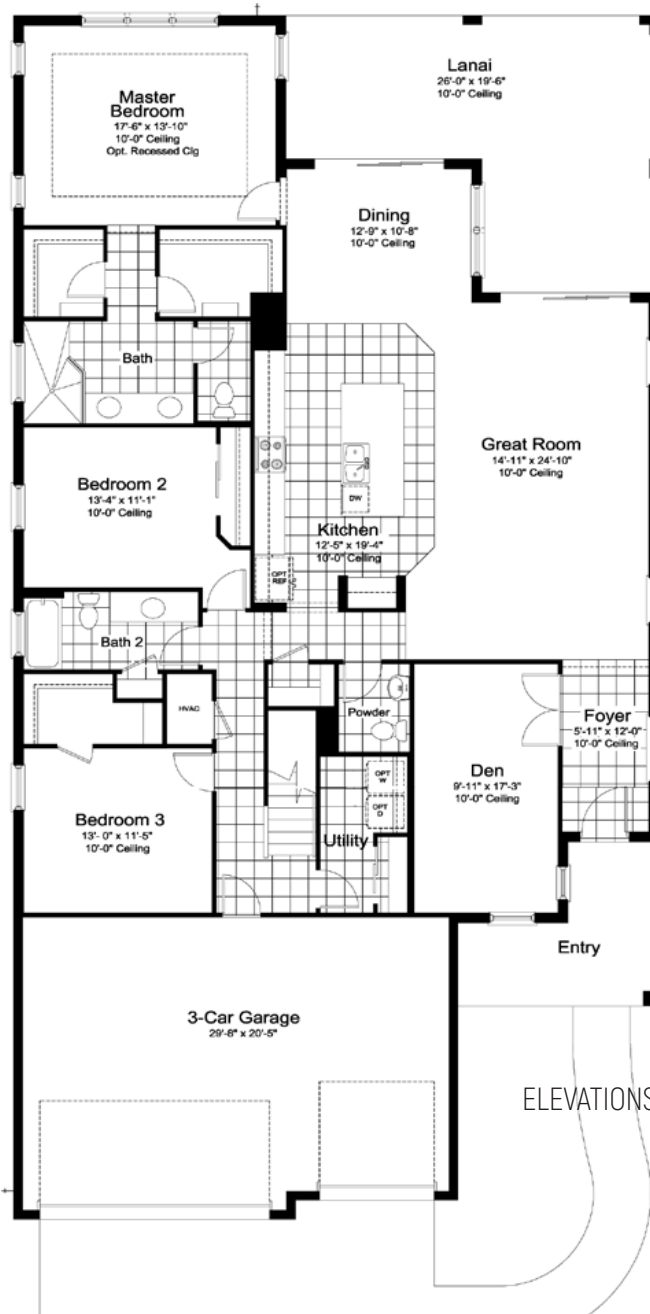 Lanai
26'-0" x 19'-6"
10'-0" Ceiling
Master
Bedroom
17'-6" x 13'-10"
10'-0" Ceiling
Opt. Recessed Clg
Dining
12'-9" x 10'-8"
10'-0" Ceiling
Bath
Great Room
14'-11" x 24'-10"
10'-0" Ceiling
Bedroom 2
13'-4" x 11'-1"
10'-0" Ceiling
DW
Kitchen
12'-5" x 19'-4"
10'-0" Ceiling
OPT
REF
Bath 2
HVAC
Powder
Foyer
5'-11" x 12'-0"
10'-0" Ceiling
Den
9'-11" x 17'-3"
10'-0" Ceiling
OPT
W
OPT
D
Utility
Bedroom 3
13'- 0" x 11'-5"
10'-0" Ceiling
Entry
3-Car Garage
29'-8" x 20'-5"
ELEVATIONS